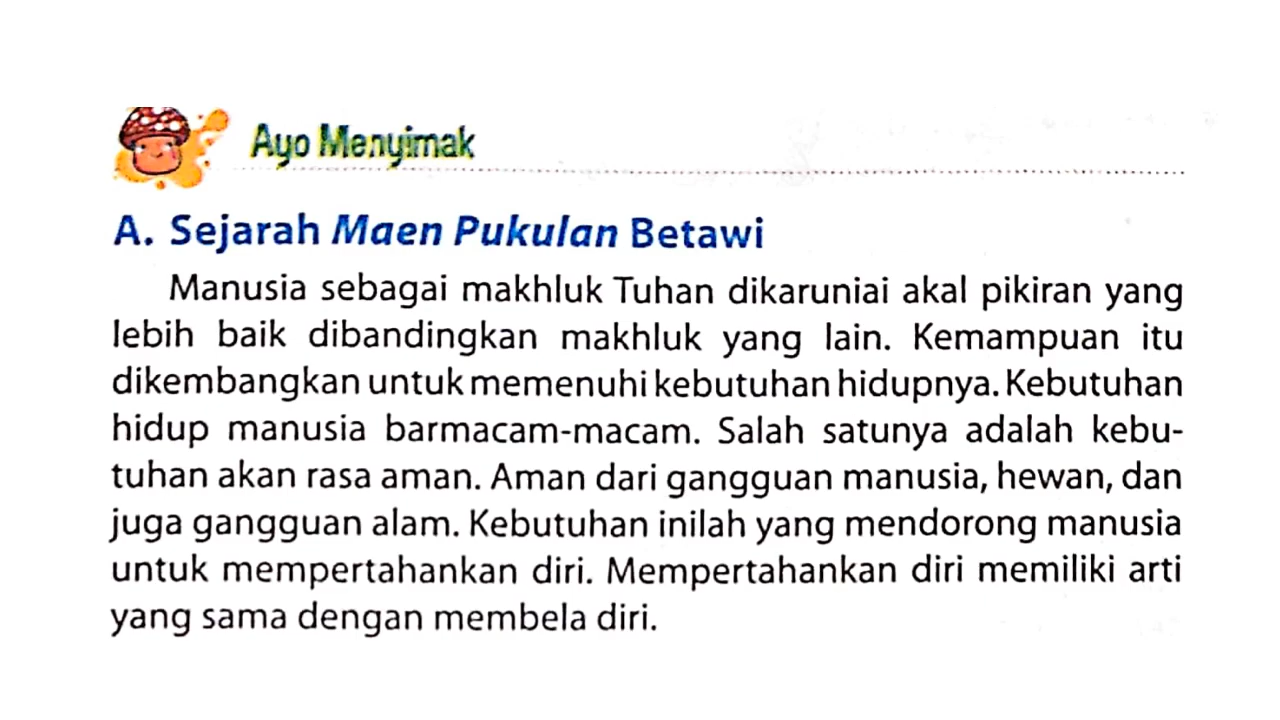 Ayo Menyimak
A. Sejarah Maen Pukulan Betawi
Manusia sebagai makhluk Tuhan dikaruniai akal pikiran yang
lebih baik dibandingkan makhluk yang lain. Kemampuan itu
dikembangkan untuk memenuhi kebutuhan hidupnya. Kebutuhan
hidup manusia barmacam-macam. Salah satunya adalah kebu-
tuhan akan rasa aman. Aman dari gangguan manusia, hewan, dan
juga gangguan alam. Kebutuhan inilah yang mendorong manusia
untuk mempertahankan diri. Mempertahankan diri memiliki arti
yang sama dengan membela diri.